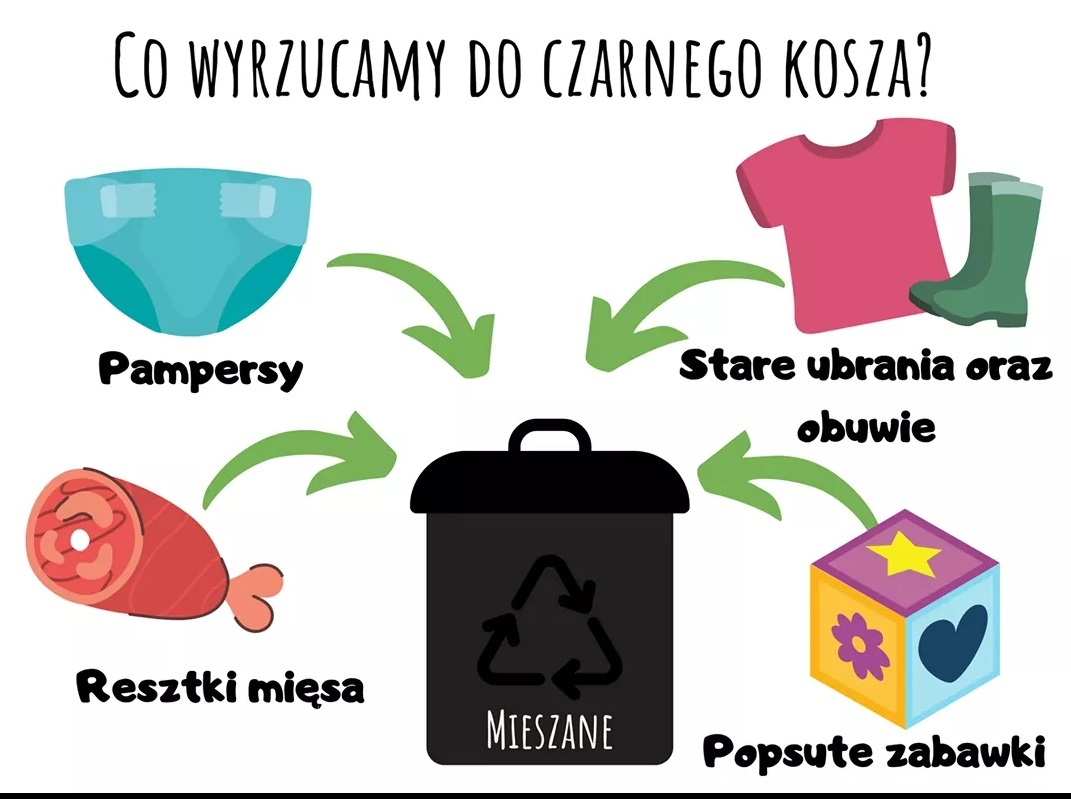 Co wyrzucamy do czarnego kosza?
Pampersy
Stare ubrania oraz
obuwie
Resztki mięsa
Mieszane
Popsute zabawki